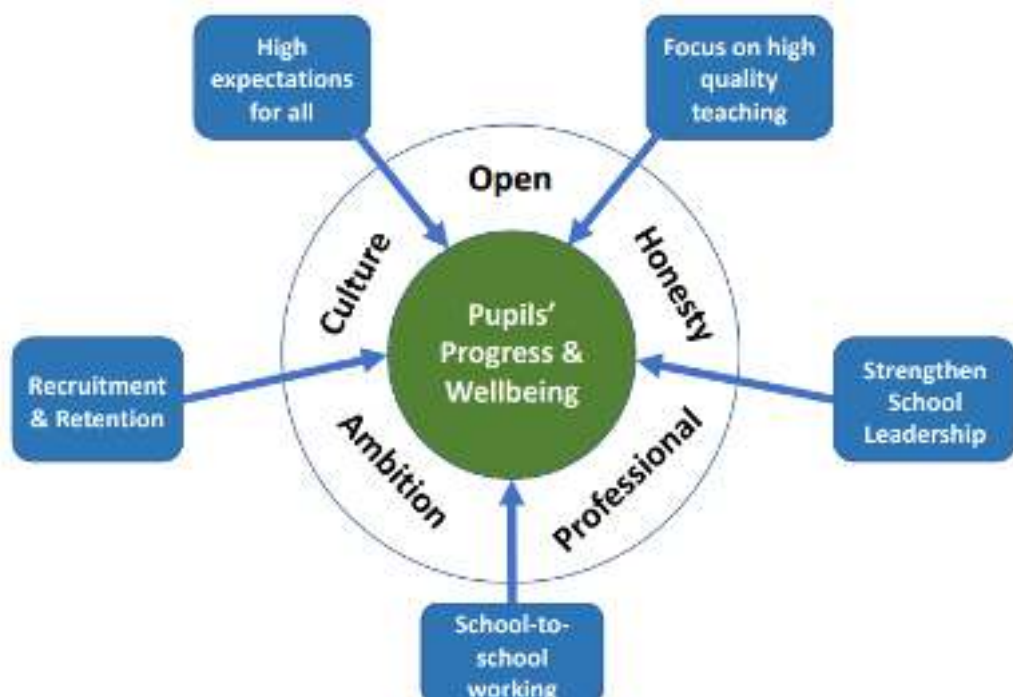 High
expectations
for all
Focus on high
quality
teaching
Open
Culture
Honesty
Pupils'
Progress &
Wellbeing
Recruitment
& Retention
Strengthen
School
Leadership
Ambition
Professional
School-to-
school
working